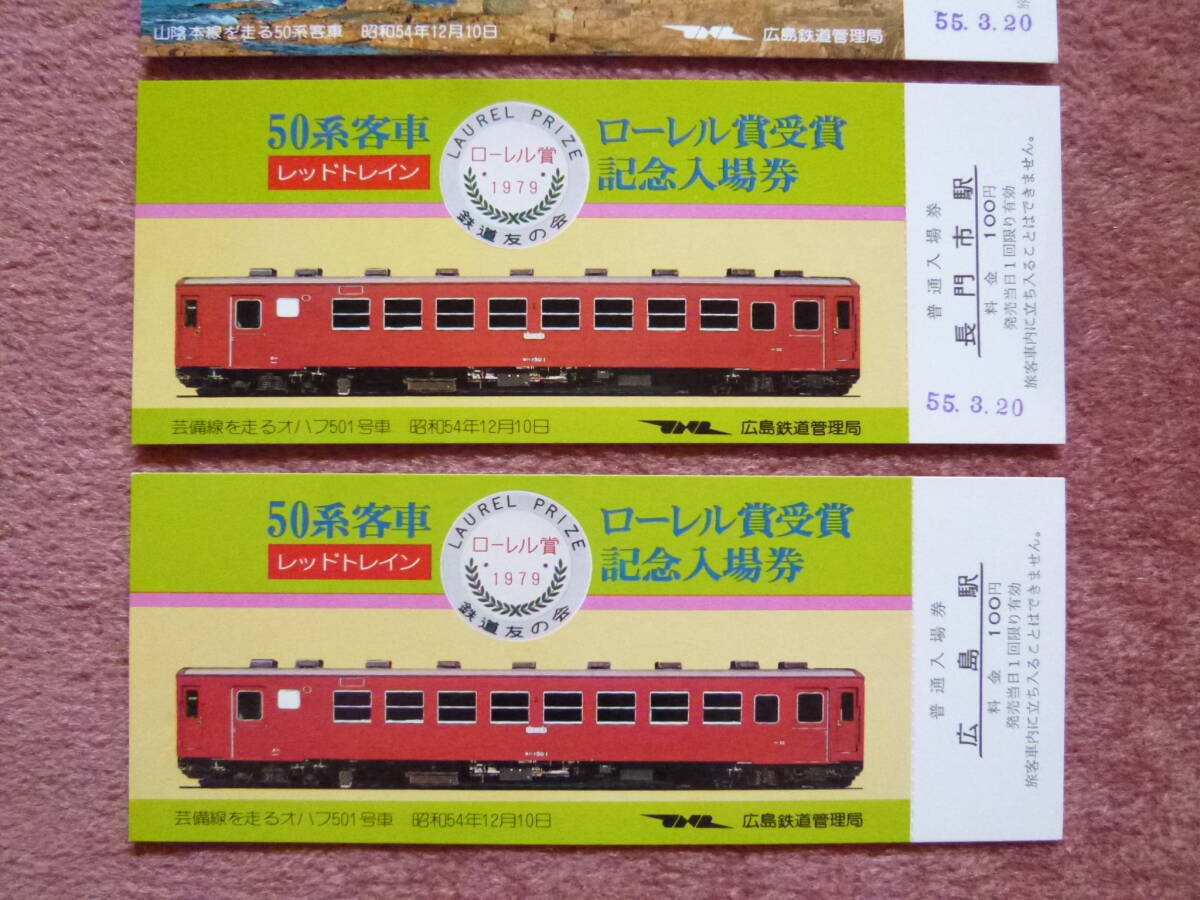 山陰本線を走る50系客車 昭和54年12月10日
広島鉄道管理局
55.3.20
50系客車
レッドトレイン
LAUREL PRIZE
ローレル賞
・1979・
鉄道友の会
ローレル賞受賞
記念入場券
芸備線を走るオハフ501号車 昭和54年12月10日
広島鉄道管理局
普通入場券
長門市駅
料金 100円
発売当日1回限り有効
旅客車内に立ち入ることはできません。
55.3.20
50系客車
レッドトレイン
LAUREL PRIZE
ローレル賞
・1979・
鉄道友の会
ローレル賞受賞
記念入場券
芸備線を走るオハフ501号車 昭和54年12月10日
広島鉄道管理局
普通入場券
広島駅
料金 100円
発売当日1回限り有効
旅客車内に立ち入ることはできません。